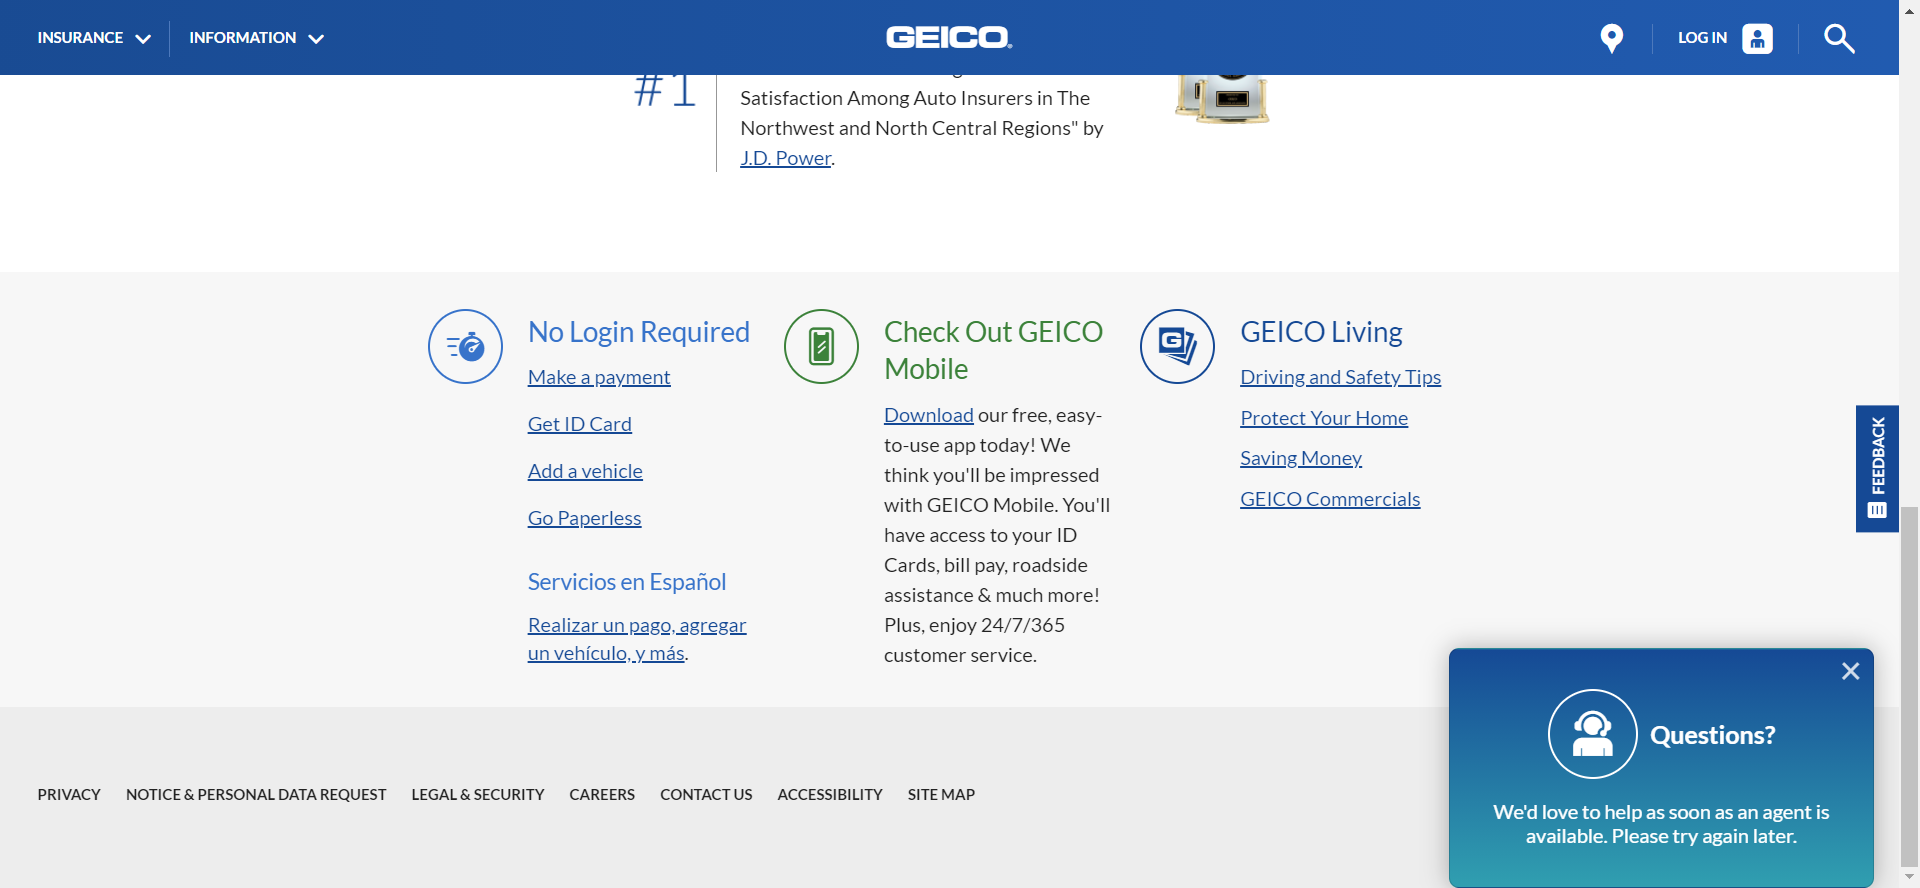 INSURANCE
INFORMATION
GEICO
LOG IN
#1
Satisfaction Among Auto Insurers in The
Northwest and North Central Regions" by
J.D. Power.
No Login Required
Make a payment
Get ID Card
Add a vehicle
Go Paperless
Servicios en Español
Realizar un pago, agregar
un vehículo, y más.
Check Out GEICO
Mobile
Download our free, easy-
to-use app today! We
think you'll be impressed
with GEICO Mobile. You'll
have access to your ID
Cards, bill pay, roadside
assistance & much more!
Plus, enjoy 24/7/365
customer service.
G
GEICO Living
Driving and Safety Tips
Protect Your Home
Saving Money
GEICO Commercials
FEEDBACK
Questions?
We'd love to help as soon as an agent is
available. Please try again later.
PRIVACY
NOTICE & PERSONAL DATA REQUEST
LEGAL & SECURITY
CAREERS
CONTACT US
ACCESSIBILITY
SITE MAP